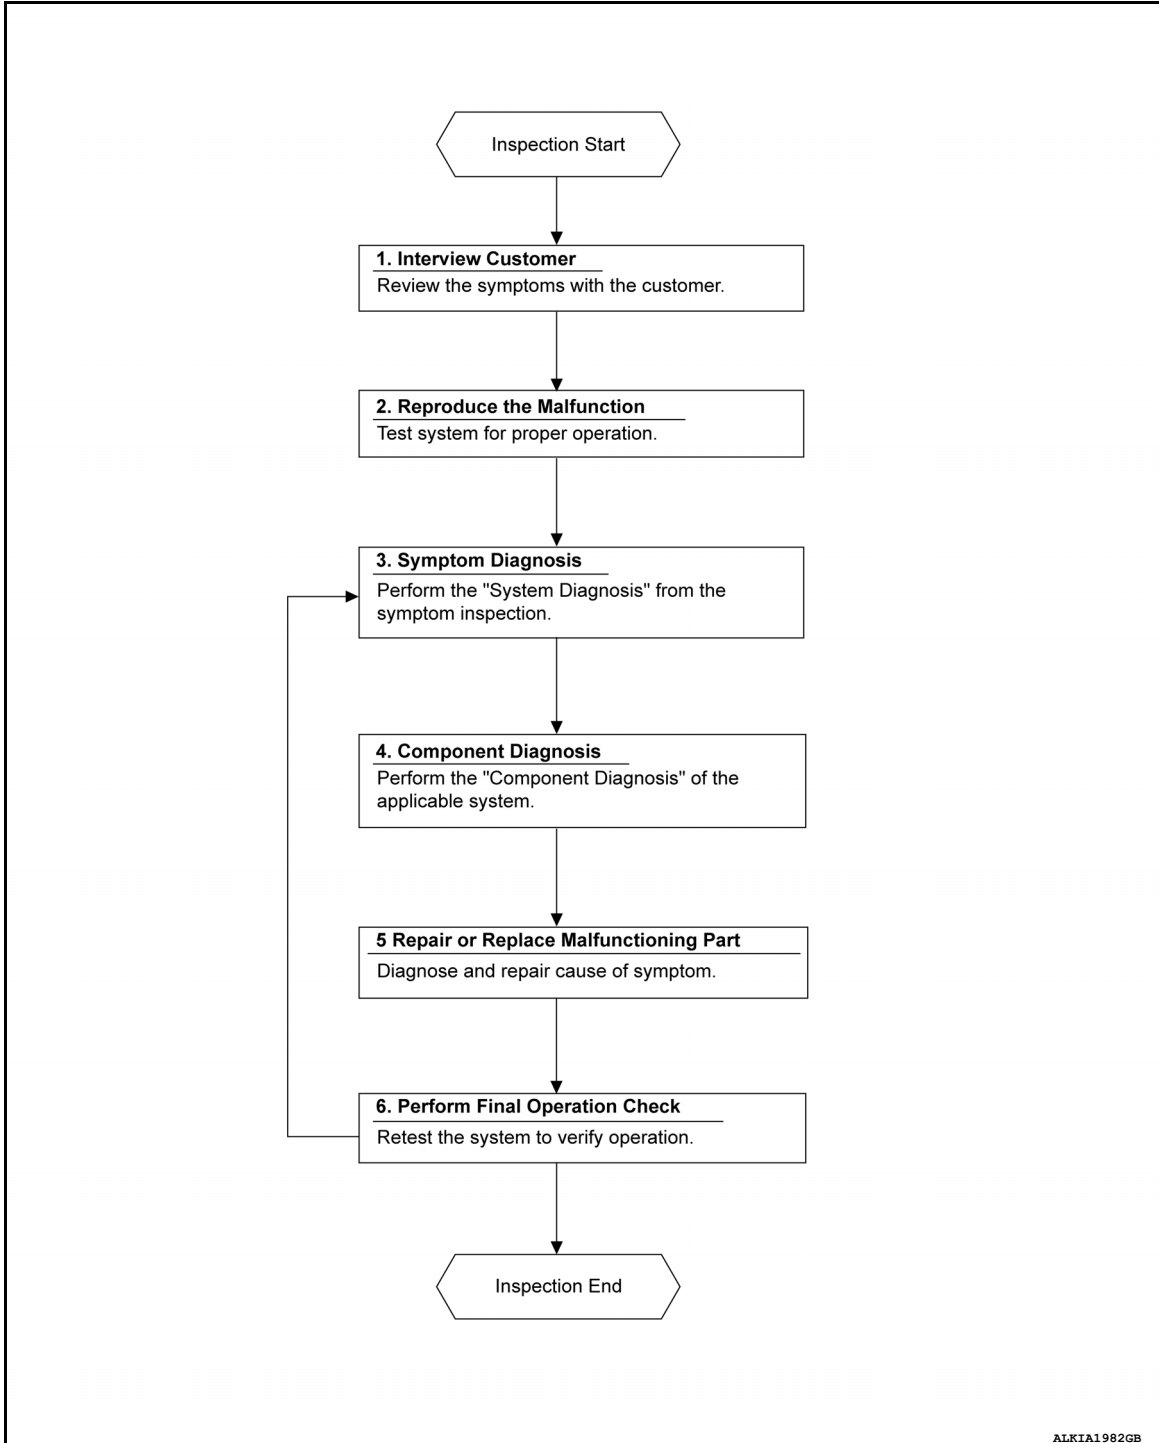 Inspection Start
1. Interview Customer
Review the symptoms with the customer.
2. Reproduce the Malfunction
Test system for proper operation.
3. Symptom Diagnosis
Perform the "System Diagnosis" from the
symptom inspection.
4. Component Diagnosis
Perform the "Component Diagnosis" of the
applicable system.
5 Repair or Replace Malfunctioning Part
Diagnose and repair cause of symptom.
6. Perform Final Operation Check
Retest the system to verify operation.
Inspection End
ALKIA1982GB